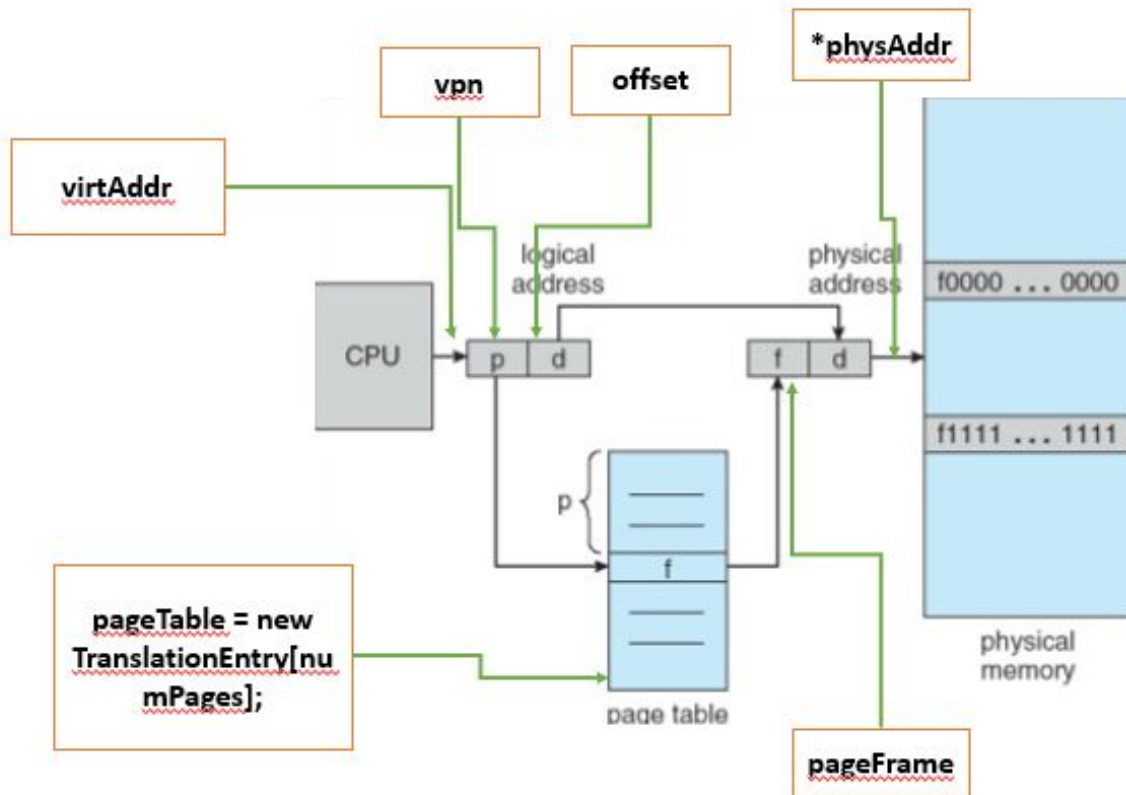 *physAddr
vpn
offset
virtAddr
logical
address
physical
address
f0000 ... 0000
CPU
p
d
f
d
f1111 ... 1111
p
f
pageTable = new
TranslationEntry[nu
mPages];
physical
memory
page table
pageFrame